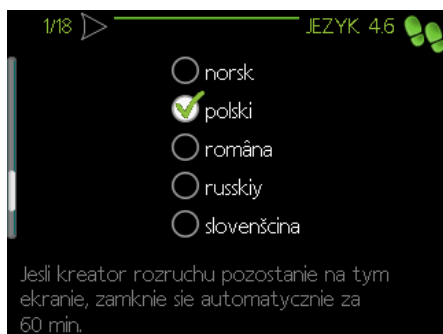 1/18 JEZYK 4.6
norsk
polski
româna
russkiy
slovenščina
Jesli kreator rozruchu pozostanie na tym
ekranie, zamknie sie automatycznie za
60 min.